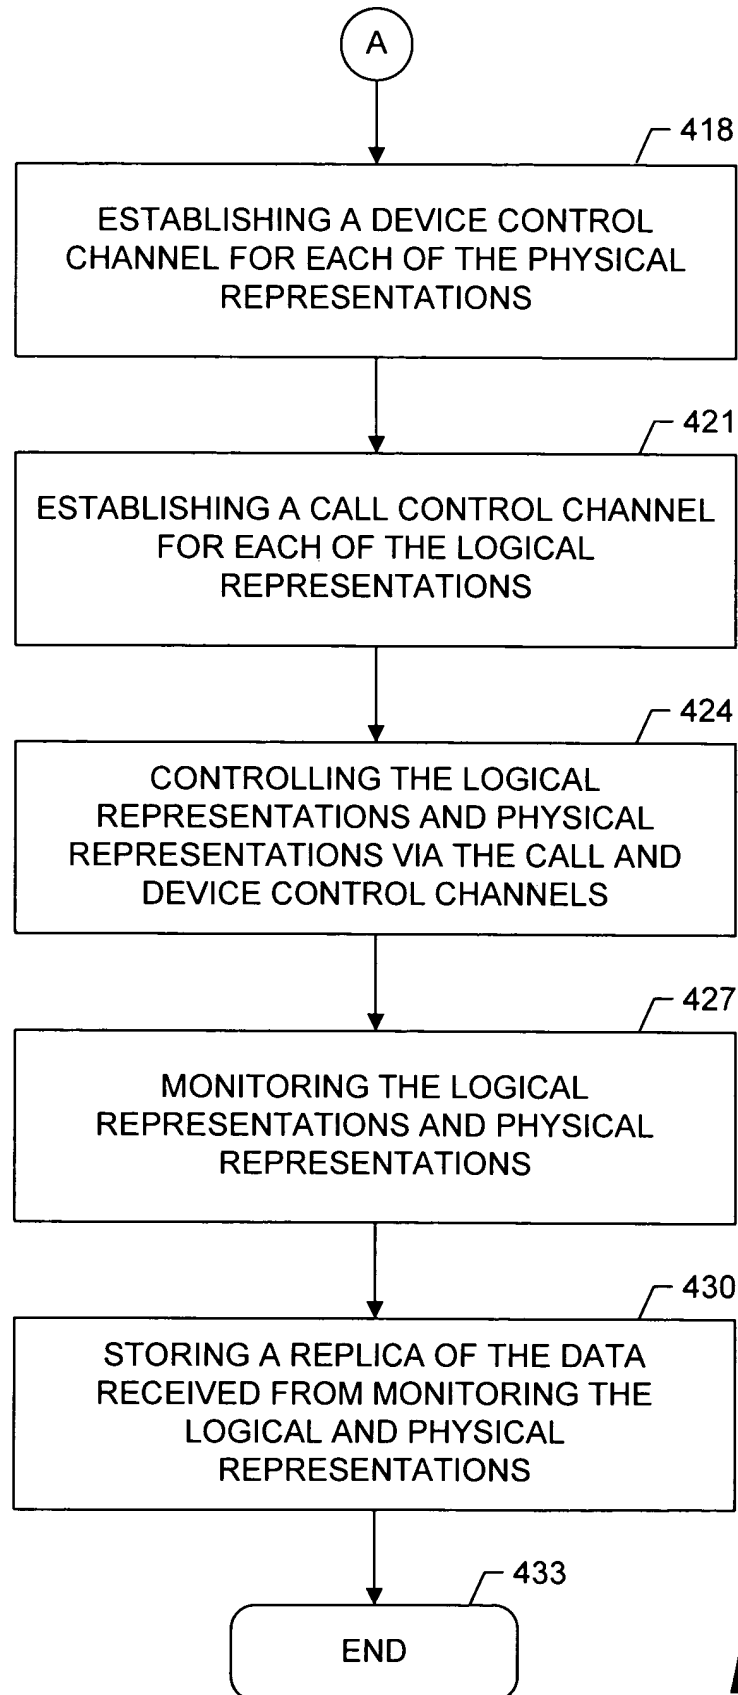 A
418
ESTABLISHING A DEVICE CONTROL
CHANNEL FOR EACH OF THE PHYSICAL
REPRESENTATIONS
421
ESTABLISHING A CALL CONTROL CHANNEL
FOR EACH OF THE LOGICAL
REPRESENTATIONS
424
CONTROLLING THE LOGICAL
REPRESENTATIONS AND PHYSICAL
REPRESENTATIONS VIA THE CALL AND
DEVICE CONTROL CHANNELS
427
MONITORING THE LOGICAL
REPRESENTATIONS AND PHYSICAL
REPRESENTATIONS
430
STORING A REPLICA OF THE DATA
RECEIVED FROM MONITORING THE
LOGICAL AND PHYSICAL
REPRESENTATIONS
433
END